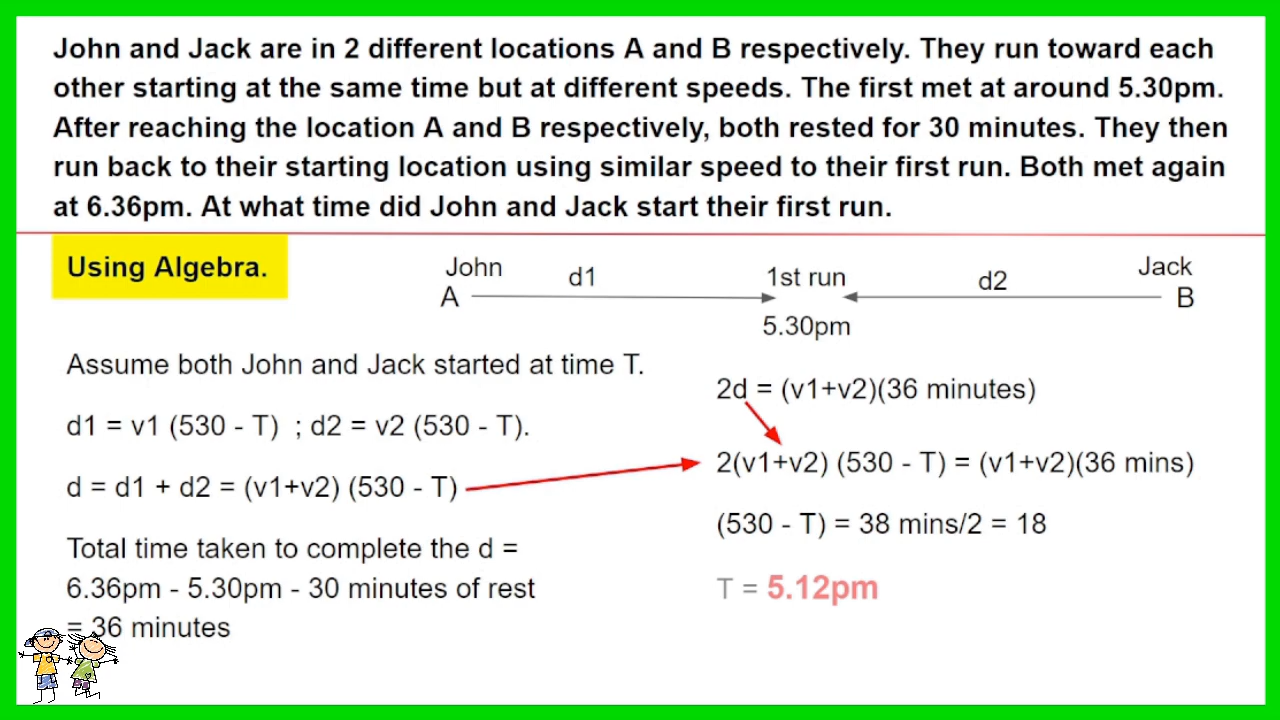 John and Jack are in 2 different locations A and B respectively. They run toward each
other starting at the same time but at different speeds. The first met at around 5.30pm.
After reaching the location A and B respectively, both rested for 30 minutes. They then
run back to their starting location using similar speed to their first run. Both met again
at 6.36pm. At what time did John and Jack start their first run.
Using Algebra.
John
d1
1st run
d2
Jack
A
B
5.30pm
Assume both John and Jack started at time T.
d1 = v1 (530 - T) ; d2 = v2 (530 - T).
d = d1 + d2 = (v1+v2) (530 - T)
Total time taken to complete the d =
6.36pm - 5.30pm - 30 minutes of rest
= 36 minutes
2d = (v1+v2)(36 minutes)
2(v1+v2) (530 - T) = (v1+v2)(36 mins)
(530 - T) = 38 mins/2 = 18
T = 5.12pm